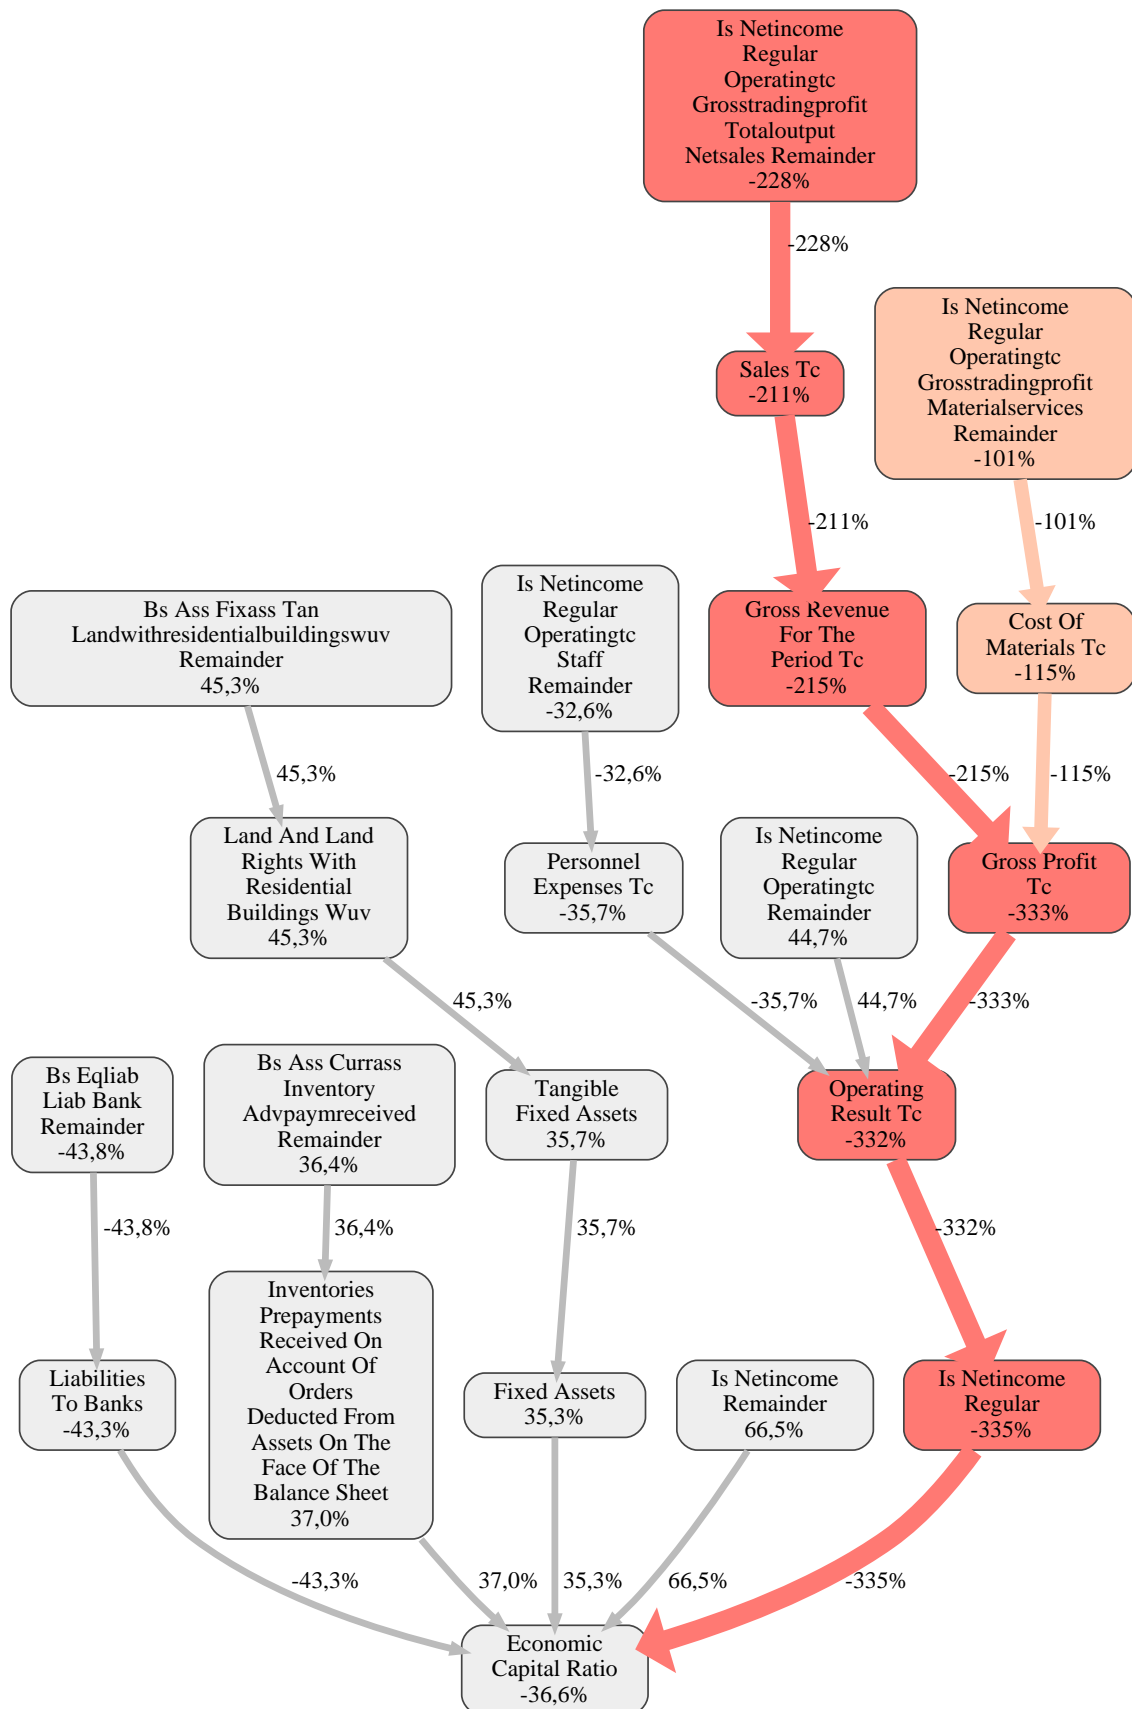 Is Netincome
Regular
Operatingtc
Grosstradingprofit
Totaloutput
Netsales Remainder
-228%
-228%
Is Netincome
Regular
Operatingtc
Grosstradingprofit
Materialservices
Remainder
-101%
Sales Tc
-211%
-211%
-101%
Bs Ass Fixass Tan
Landwithresidentialbuildingswuv
Remainder
45,3%
Is Netincome
Regular
Operatingtc
Staff
Remainder
-32,6%
Gross Revenue
For The
Period Tc
-215%
Cost Of
Materials Tc
-115%
45,3%
-32,6%
-215%
-115%
Land And Land
Rights With
Residential
Buildings Wuv
45,3%
Personnel
Expenses Tc
-35,7%
Is Netincome
Regular
Operatingtc
Remainder
44,7%
Gross Profit
Tc
-333%
45,3%
-35,7%
44,7%
-333%
Bs Eqliab
Liab Bank
Remainder
-43,8%
Bs Ass Currass
Inventory
Advpaymreceived
Remainder
36,4%
Tangible
Fixed Assets
35,7%
Operating
Result Tc
-332%
-43,8%
36,4%
35,7%
-332%
Liabilities
To Banks
-43,3%
Inventories
Prepayments
Received On
Account Of
Orders
Deducted From
Assets On The
Face Of The
Balance Sheet
37,0%
Fixed Assets
35,3%
Is Netincome
Remainder
66,5%
Is Netincome
Regular
-335%
-43,3%
37,0%
35,3%
66,5%
-335%
Economic
Capital Ratio
-36,6%